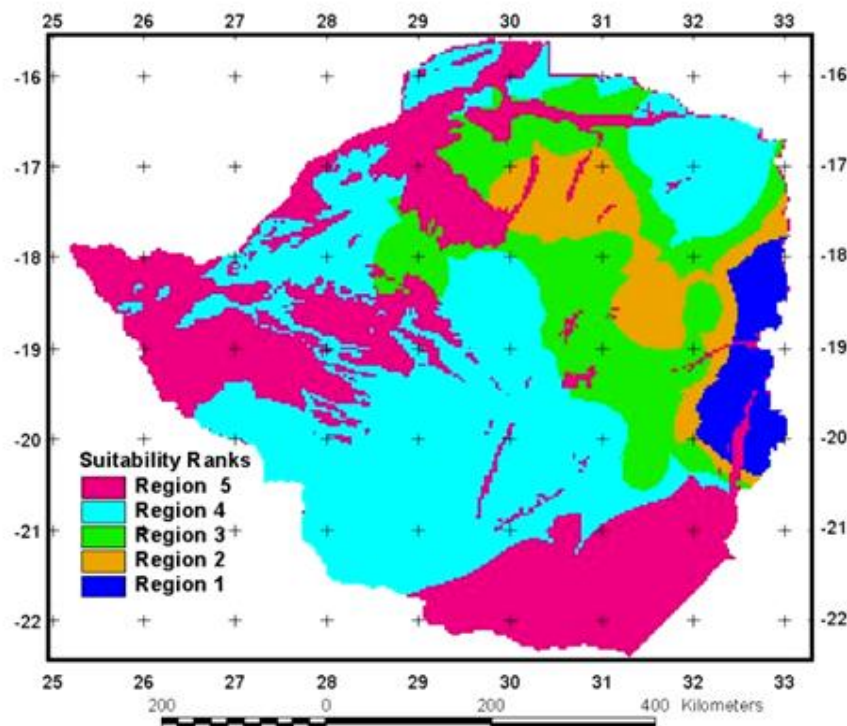 25 26 27 28 29 30 31 32 33
-16 -16
-17 -17
-18 -18
-19 -19
-20 -20
Suitability Ranks
Region 5
Region 4
-21 -21
Region 3
Region 2
Region 1
-22 -22
25 26 27 28 29 30 31 32 33
200 0 200 400 Kilometers